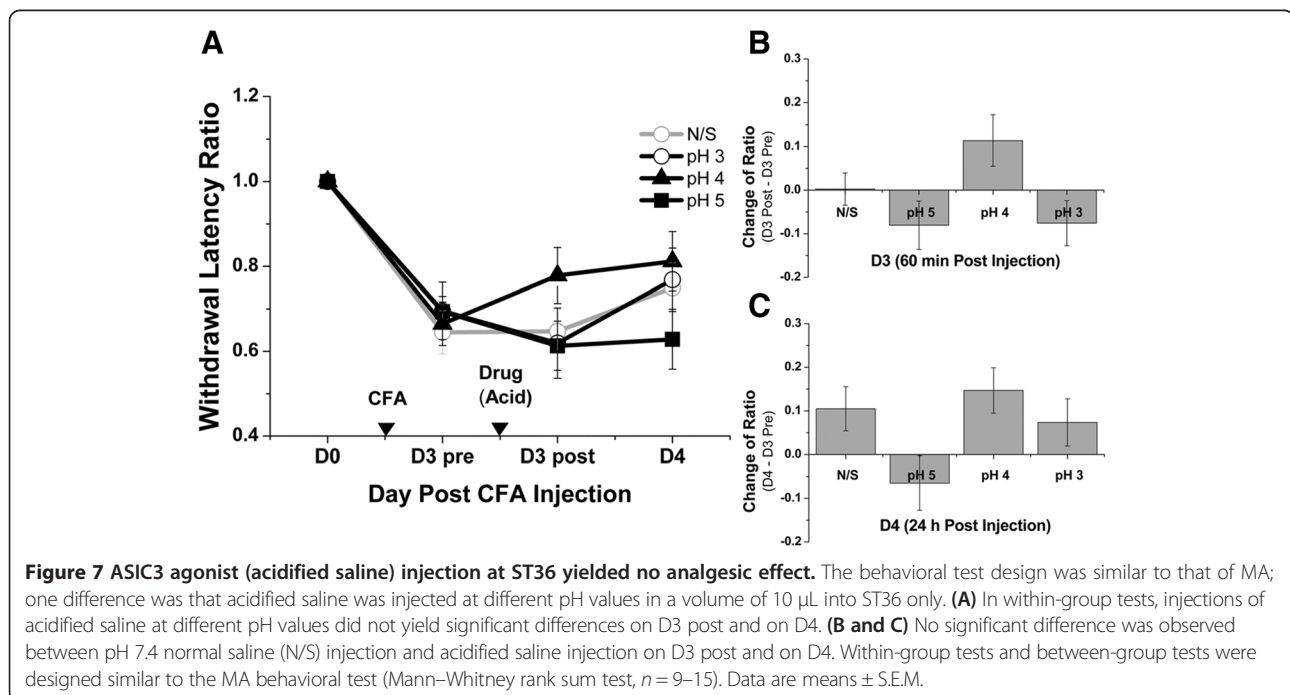 A
Withdrawal Latency Ratio
1.2
1.0
0.8
0.6
0.4
N/S
pH 3
pH 4
pH 5
CFA
Drug
(Acid)
D0
D3 pre
D3 post
D4
Day Post CFA Injection
B
Change of Ratio
(D3 Post - D3 Pre)
0.3
0.2
0.1
0.0
-0.1
-0.2
N/S
pH 5
pH 4
pH 3
D3 (60 min Post Injection)
C
Change of Ratio
(D4 - D3 Pre)
0.3
0.2
0.1
0.0
-0.1
-0.2
N/S
pH 5
pH 4
pH 3
D4 (24 h Post Injection)
Figure 7 ASIC3 agonist (acidified saline) injection at ST36 yielded no analgesic effect. The behavioral test design was similar to that of MA;
one difference was that acidified saline was injected at different pH values in a volume of 10 μL into ST36 only. (A) In within-group tests, injections of
acidified saline at different pH values did not yield significant differences on D3 post and on D4. (B and C) No significant difference was observed
between pH 7.4 normal saline (N/S) injection and acidified saline injection on D3 post and on D4. Within-group tests and between-group tests were
designed similar to the MA behavioral test (Mann–Whitney rank sum test, n = 9–15). Data are means ± S.E.M.